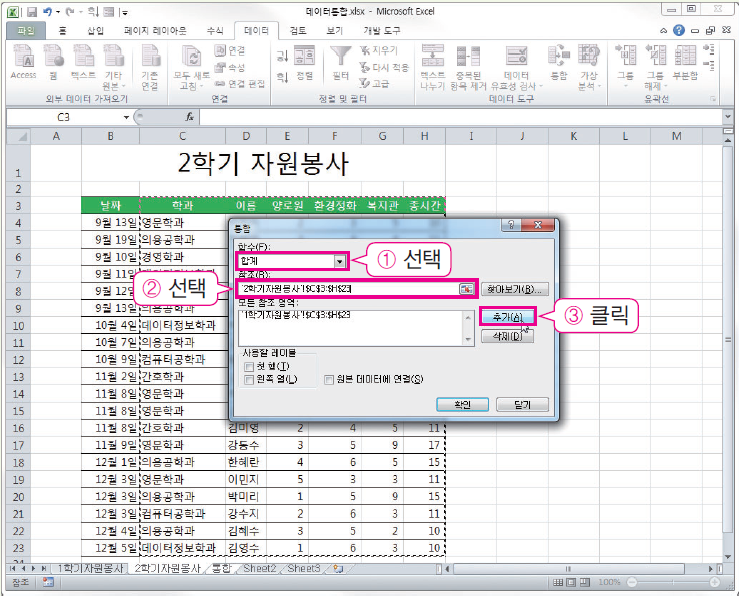 데이터통합.xlsx - Microsoft Excel
파일 홈 삽입 페이지 레이아웃 수식 데이터 검토 보기 개발 도구
Access 웹 텍스트 기타 원본 기존 연결 모두 새로 고침 연결 속성 연결 편집 정렬 필터 지우기 다시 적용 고급 텍스트 나누기 중복된 항목 제거 데이터 유효성 검사 통합 가상 분석 그룹 그룹 해제 부분합
외부 데이터 가져오기 연결 정렬 및 필터 데이터 도구 윤곽선
C3 fx
A B C D E F G H I J K L M
1 2학기 자원봉사
2
3 날짜 학과 이름 양로원 환경정화 복지관 총시간
4 9월 13일 영문학과
5 9월 19일 의용공학과
6 9월 10일 경영학과
7 9월 11일
8 9월 12일
9
10 10월 4일 데이터정보학과
11 10월 7일 의용공학과
12 10월 9일 컴퓨터공학과
13 11월 2일 간호학과
14 11월 8일 영문학과
15 11월 8일 영문학과
16 11월 8일 간호학과 김미영 2 4 5 11
17 11월 9일 영문학과 강동수 3 5 9 17
18 12월 1일 의용공학과 한혜란 4 6 5 15
19 12월 3일 영문학과 이민지 5 3 3 11
20 12월 3일 의용공학과 박미리 1 5 9 15
21 12월 3일 컴퓨터공학과 강수지 2 6 3 11
22 12월 4일 의용공학과 김혜수 3 5 2 10
23 12월 5일 데이터정보학과 김영수 1 6 3 10
통합
함수(F):
합계
① 선택
참조(R):
'2학기자원봉사'!$C$3:$H$23
찾아보기(B)...
② 선택
모든 참조 영역:
'1학기자원봉사'!$C$3:$H$23
추가(A)
③ 클릭
삭제(D)
사용할 레이블
첫 행(T)
왼쪽 열(L) 원본 데이터에 연결(S)
확인 닫기
1학기자원봉사 2학기자원봉사 통합 Sheet2 Sheet3
참조 100%